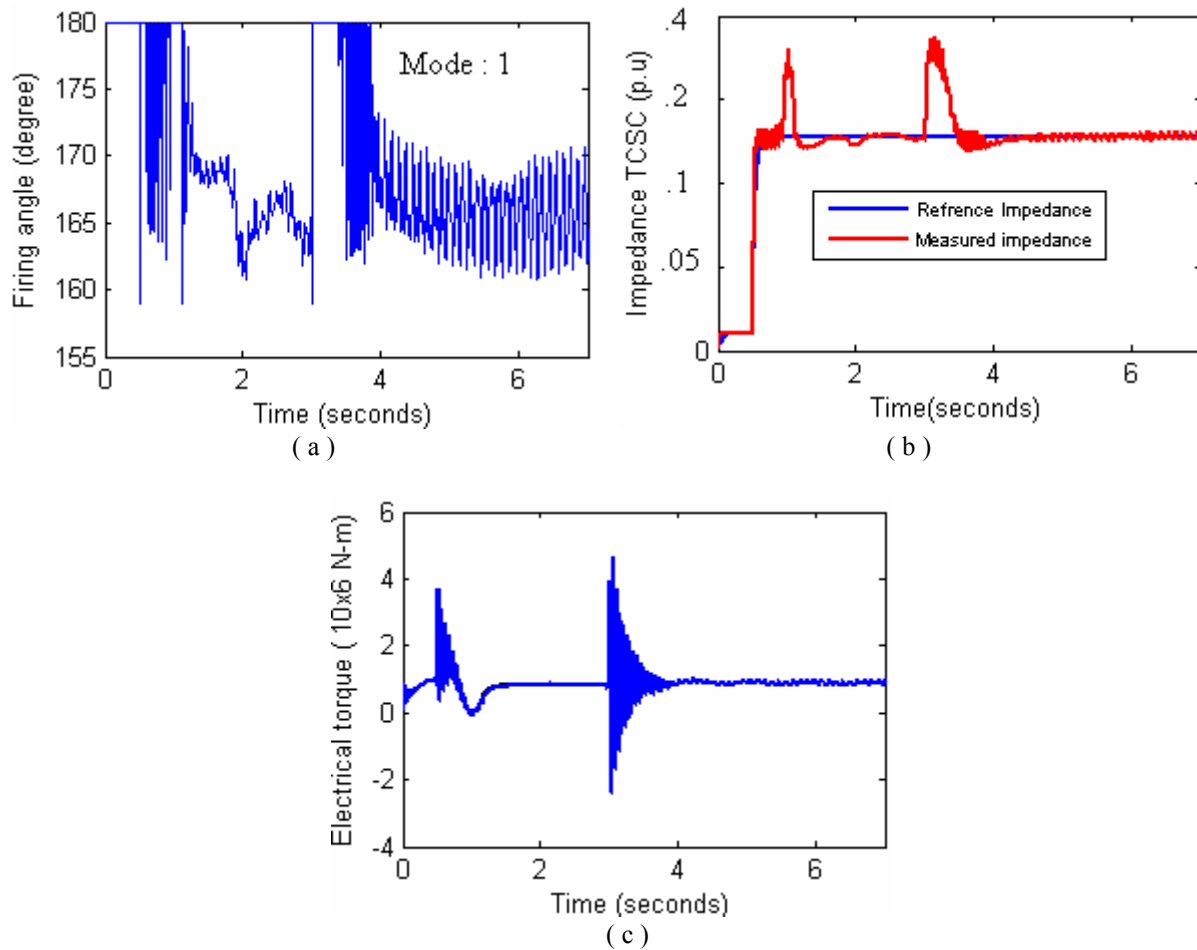 180
175
170
165
160
155
Firing angle (degree)
Mode : 1
0
2
4
6
Time (seconds)
( a )
.4
.2
.1
.05
0
Impedance TCSC (p.u)
Refrence Impedance
Measured impedance
0
2
4
6
Time(seconds)
( b )
6
4
2
0
-2
-4
Electrical torque ( 10x6 N-m)
0
2
4
6
Time (seconds)
( c )